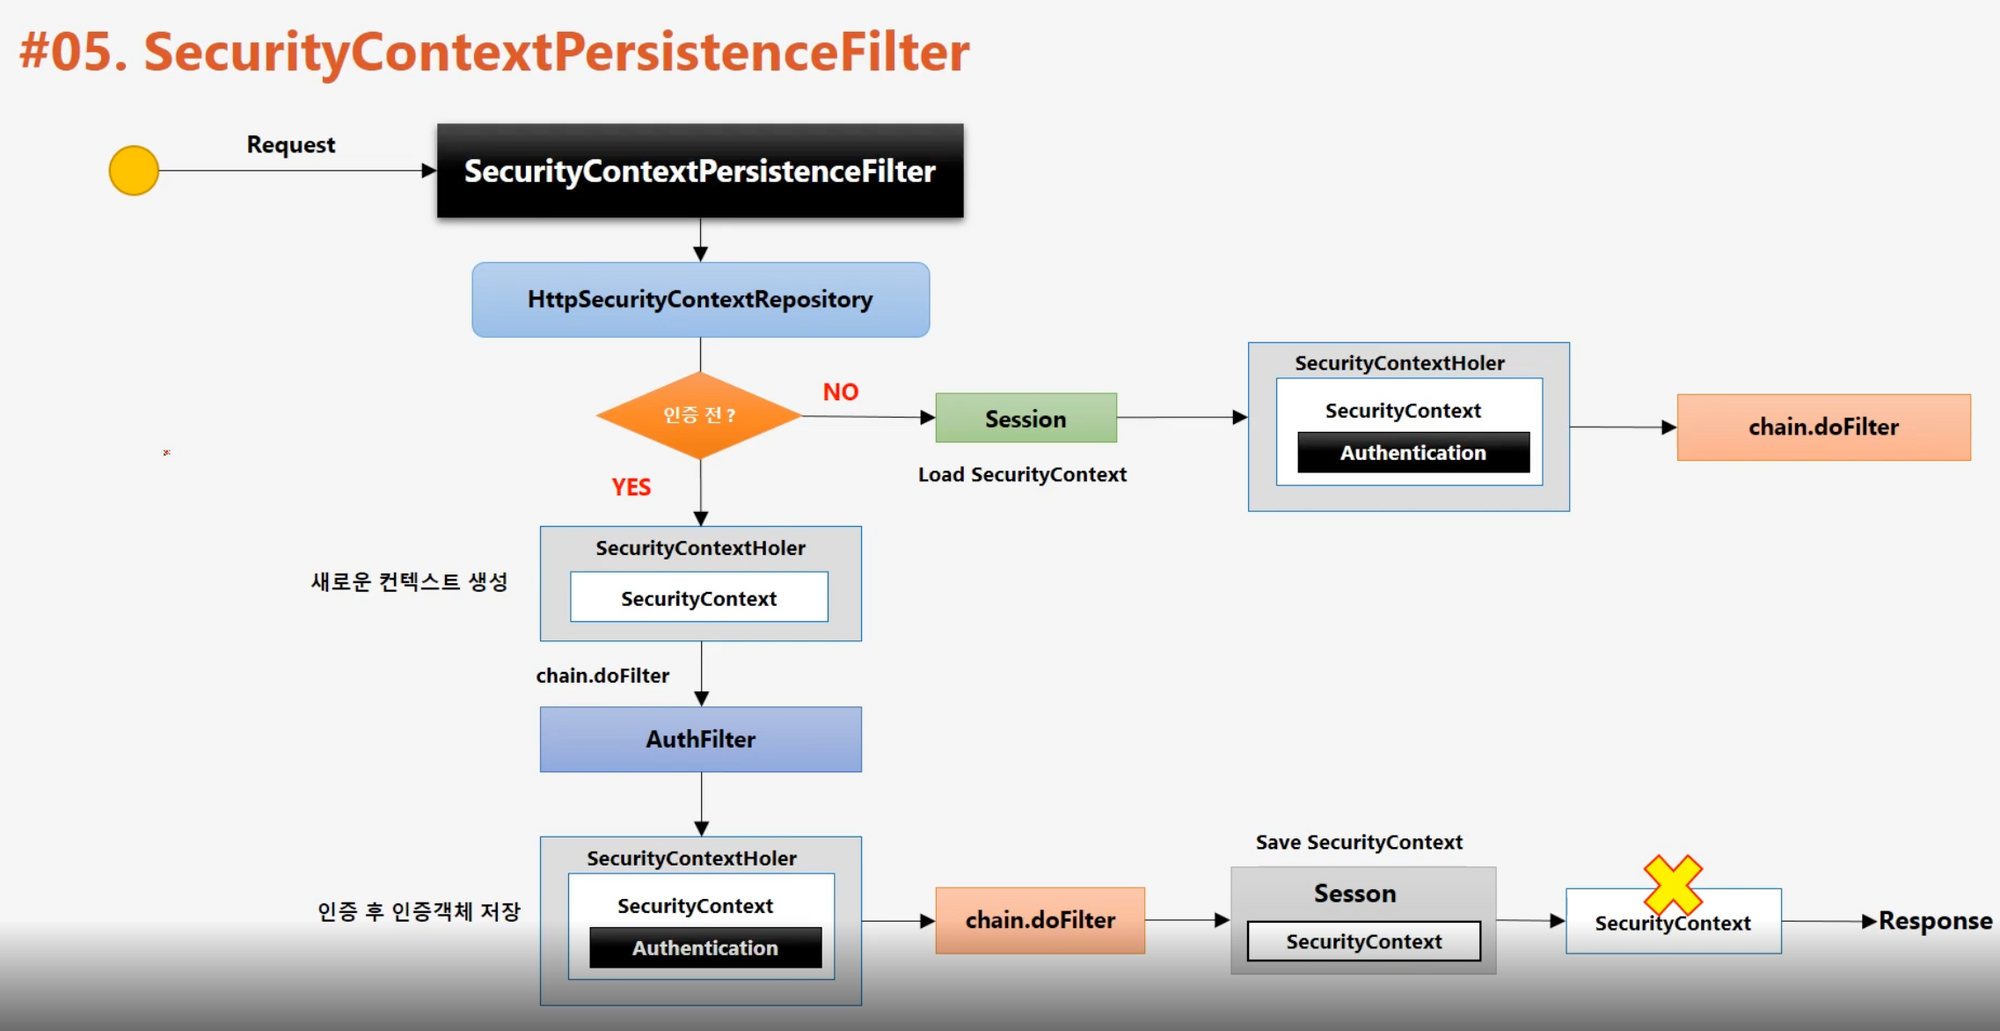 #05. SecurityContextPersistenceFilter
Request
SecurityContextPersistenceFilter
HttpSecurityContextRepository
인증 전 ?
NO
Session
Load SecurityContext
SecurityContextHoler
SecurityContext
Authentication
chain.doFilter
YES
새로운 컨텍스트 생성
SecurityContextHoler
SecurityContext
chain.doFilter
AuthFilter
인증 후 인증객체 저장
SecurityContextHoler
SecurityContext
Authentication
chain.doFilter
Save SecurityContext
Sesson
SecurityContext
SecurityContext
Response